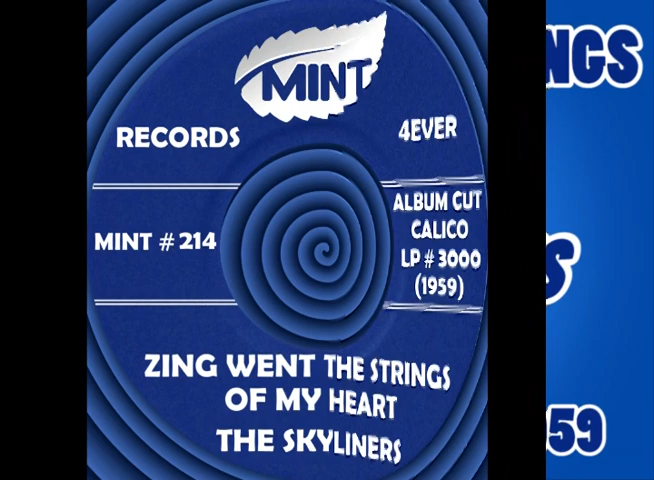 MINT
RECORDS
4EVER
MINT # 214
ALBUM CUT
CALICO
LP # 3000
(1959)
ZING WENT THE STRINGS
OF MY HEART
THE SKYLINERS
NGS
S
59